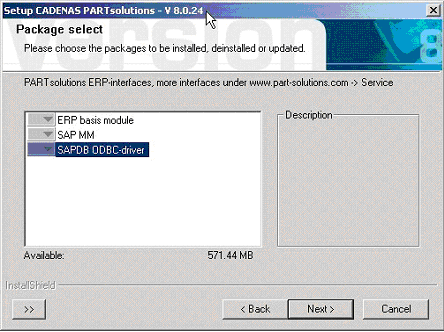 Setup CADENAS PARTsolutions - V 8.0.24
Package select
Please choose the packages to be installed, deinstalled or updated.
version 8
PARTsolutions ERP-interfaces, more interfaces under www.part-solutions.com -> Service
Description
ERP basis module
SAP MM
SAPDB ODBC-driver
Available: 571.44 MB
InstallShield
>> < Back Next > Cancel